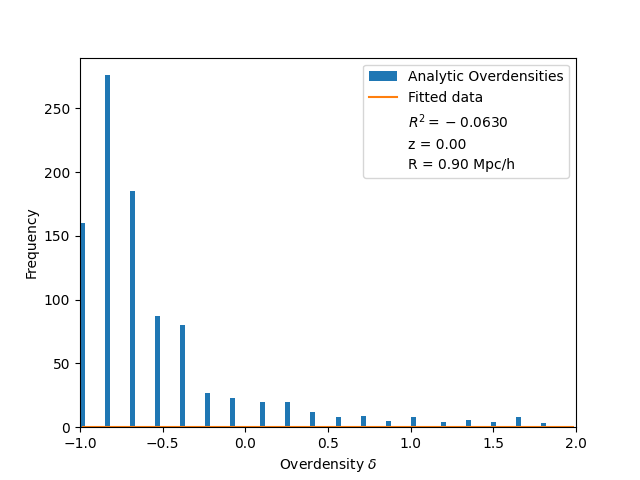 Analytic Overdensities
Fitted data
$R^2 = -0.0630$
z = 0.00
R = 0.90 Mpc/h
Frequency
250
200
150
100
50
0
−1.0 −0.5 0.0 0.5 1.0 1.5 2.0
Overdensity δ